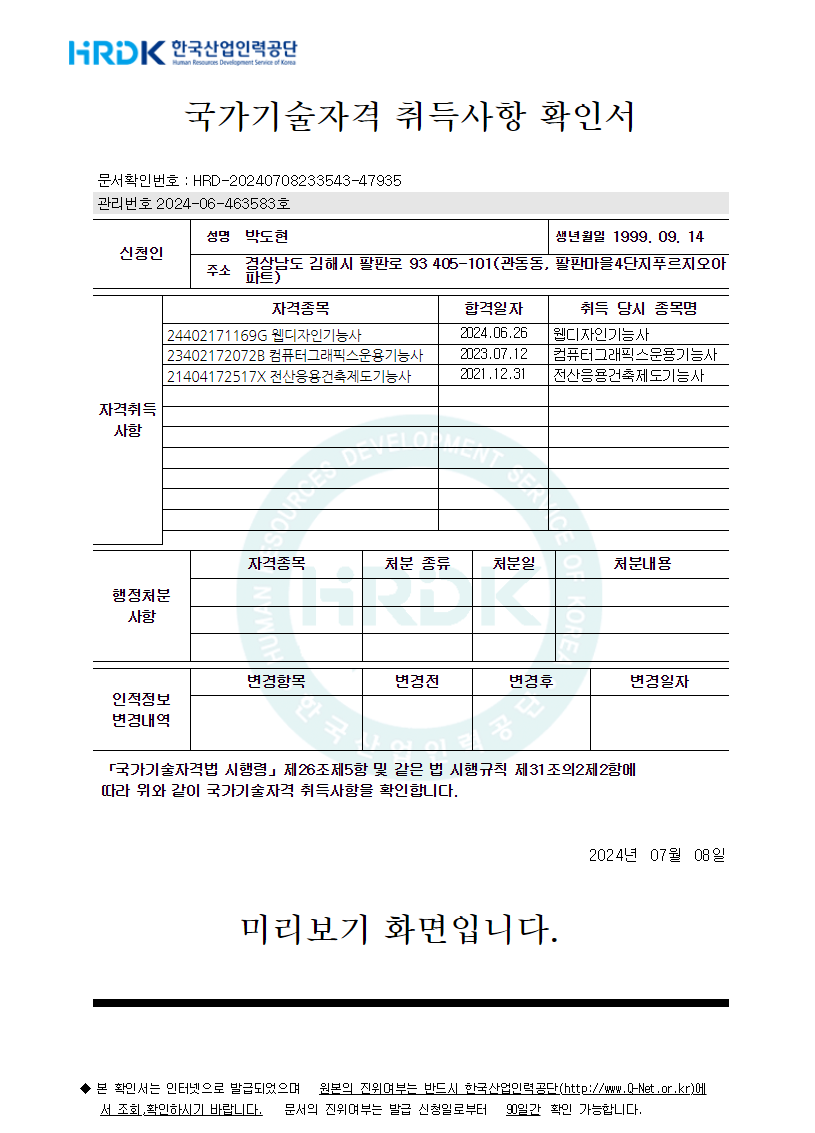 HRDK 한국산업인력공단
Human Resources Development Service of Korea
국가기술자격 취득사항 확인서
문서확인번호 : HRD-20240708233543-47935
관리번호 2024-06-463583호
신청인
성명 박도현 생년월일 1999. 09. 14
주소 경상남도 김해시 팔판로 93 405-101(관동동, 팔판마을4단지푸르지오아
파트)
자격취득
사항
자격종목 합격일자 취득 당시 종목명
24402171169G 웹디자인기능사 2024.06.26 웹디자인기능사
23402172072B 컴퓨터그래픽스운용기능사 2023.07.12 컴퓨터그래픽스운용기능사
21404172517X 전산응용건축제도기능사 2021.12.31 전산응용건축제도기능사
행정처분
사항
자격종목 처분 종류 처분일 처분내용
인적정보
변경내역
변경항목 변경전 변경후 변경일자
HUMAN RESOURCES DEVELOPMENT SERVICE OF KOREA
HRDK
한국산업인력공단
「국가기술자격법 시행령」제26조제5항 및 같은 법 시행규칙 제31조의2제2항에
따라 위와 같이 국가기술자격 취득사항을 확인합니다.
2024년 07월 08일
미리보기 화면입니다.
◆ 본 확인서는 인터넷으로 발급되었으며 원본의 진위여부는 반드시 한국산업인력공단(http://www.Q-Net.or.kr)에
서 조회,확인하시기 바랍니다. 문서의 진위여부는 발급 신청일로부터 90일간 확인 가능합니다.